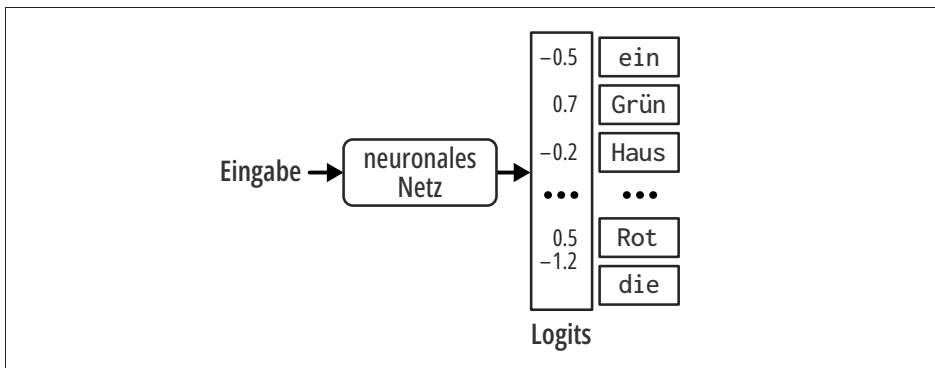 −0.5 ein
0.7 Grün
Eingabe neuronales Netz −0.2 Haus
••• •••
0.5 Rot
−1.2 die
Logits